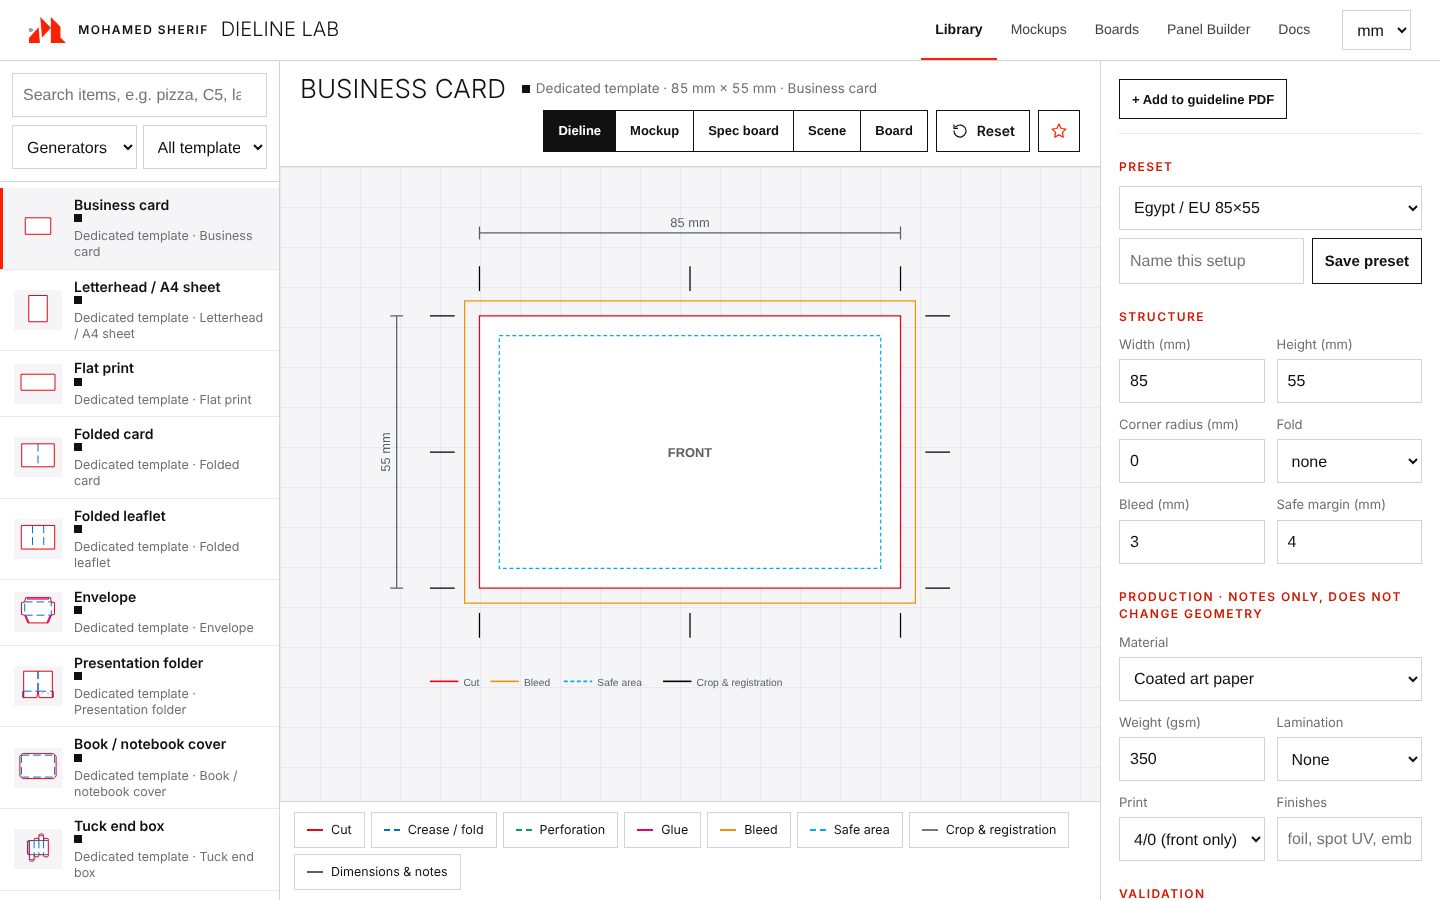 MOHAMED SHERIF DIELINE LAB
Library Mockups Boards Panel Builder Docs mm
Search items, e.g. pizza, C5, la
Generators All template
Business card
Dedicated template · Business
card
Letterhead / A4 sheet
Dedicated template · Letterhead
/ A4 sheet
Flat print
Dedicated template · Flat print
Folded card
Dedicated template · Folded
card
Folded leaflet
Dedicated template · Folded
leaflet
Envelope
Dedicated template · Envelope
Presentation folder
Dedicated template ·
Presentation folder
Book / notebook cover
Dedicated template · Book /
notebook cover
Tuck end box
Dedicated template · Tuck end
box
BUSINESS CARD Dedicated template · 85 mm × 55 mm · Business card
Dieline Mockup Spec board Scene Board Reset
85 mm
55 mm
FRONT
Cut Bleed Safe area Crop & registration
Cut Crease / fold Perforation Glue Bleed Safe area Crop & registration
Dimensions & notes
+ Add to guideline PDF
PRESET
Egypt / EU 85×55
Name this setup Save preset
STRUCTURE
Width (mm) Height (mm)
85 55
Corner radius (mm) Fold
0 none
Bleed (mm) Safe margin (mm)
3 4
PRODUCTION · NOTES ONLY, DOES NOT
CHANGE GEOMETRY
Material
Coated art paper
Weight (gsm) Lamination
350 None
Print Finishes
4/0 (front only) foil, spot UV, emb
VALIDATION